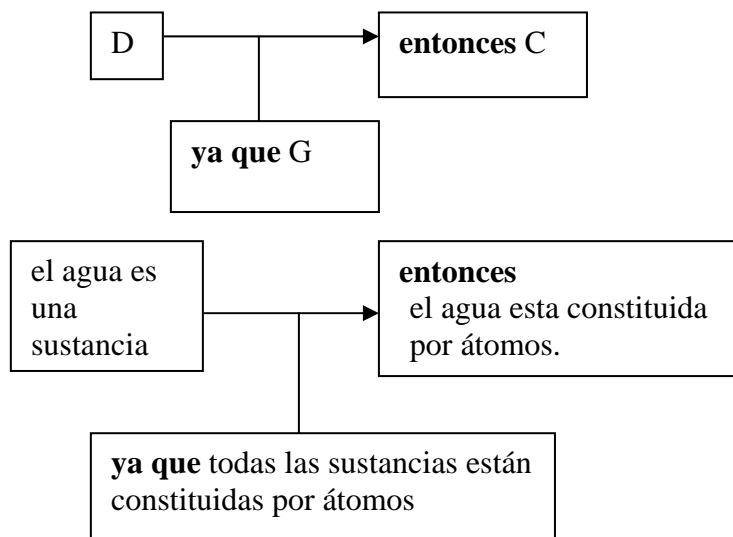 D
entonces C
ya que G
el agua es
una
sustancia
entonces
el agua esta constituida
por átomos.
ya que todas las sustancias están
constituidas por átomos